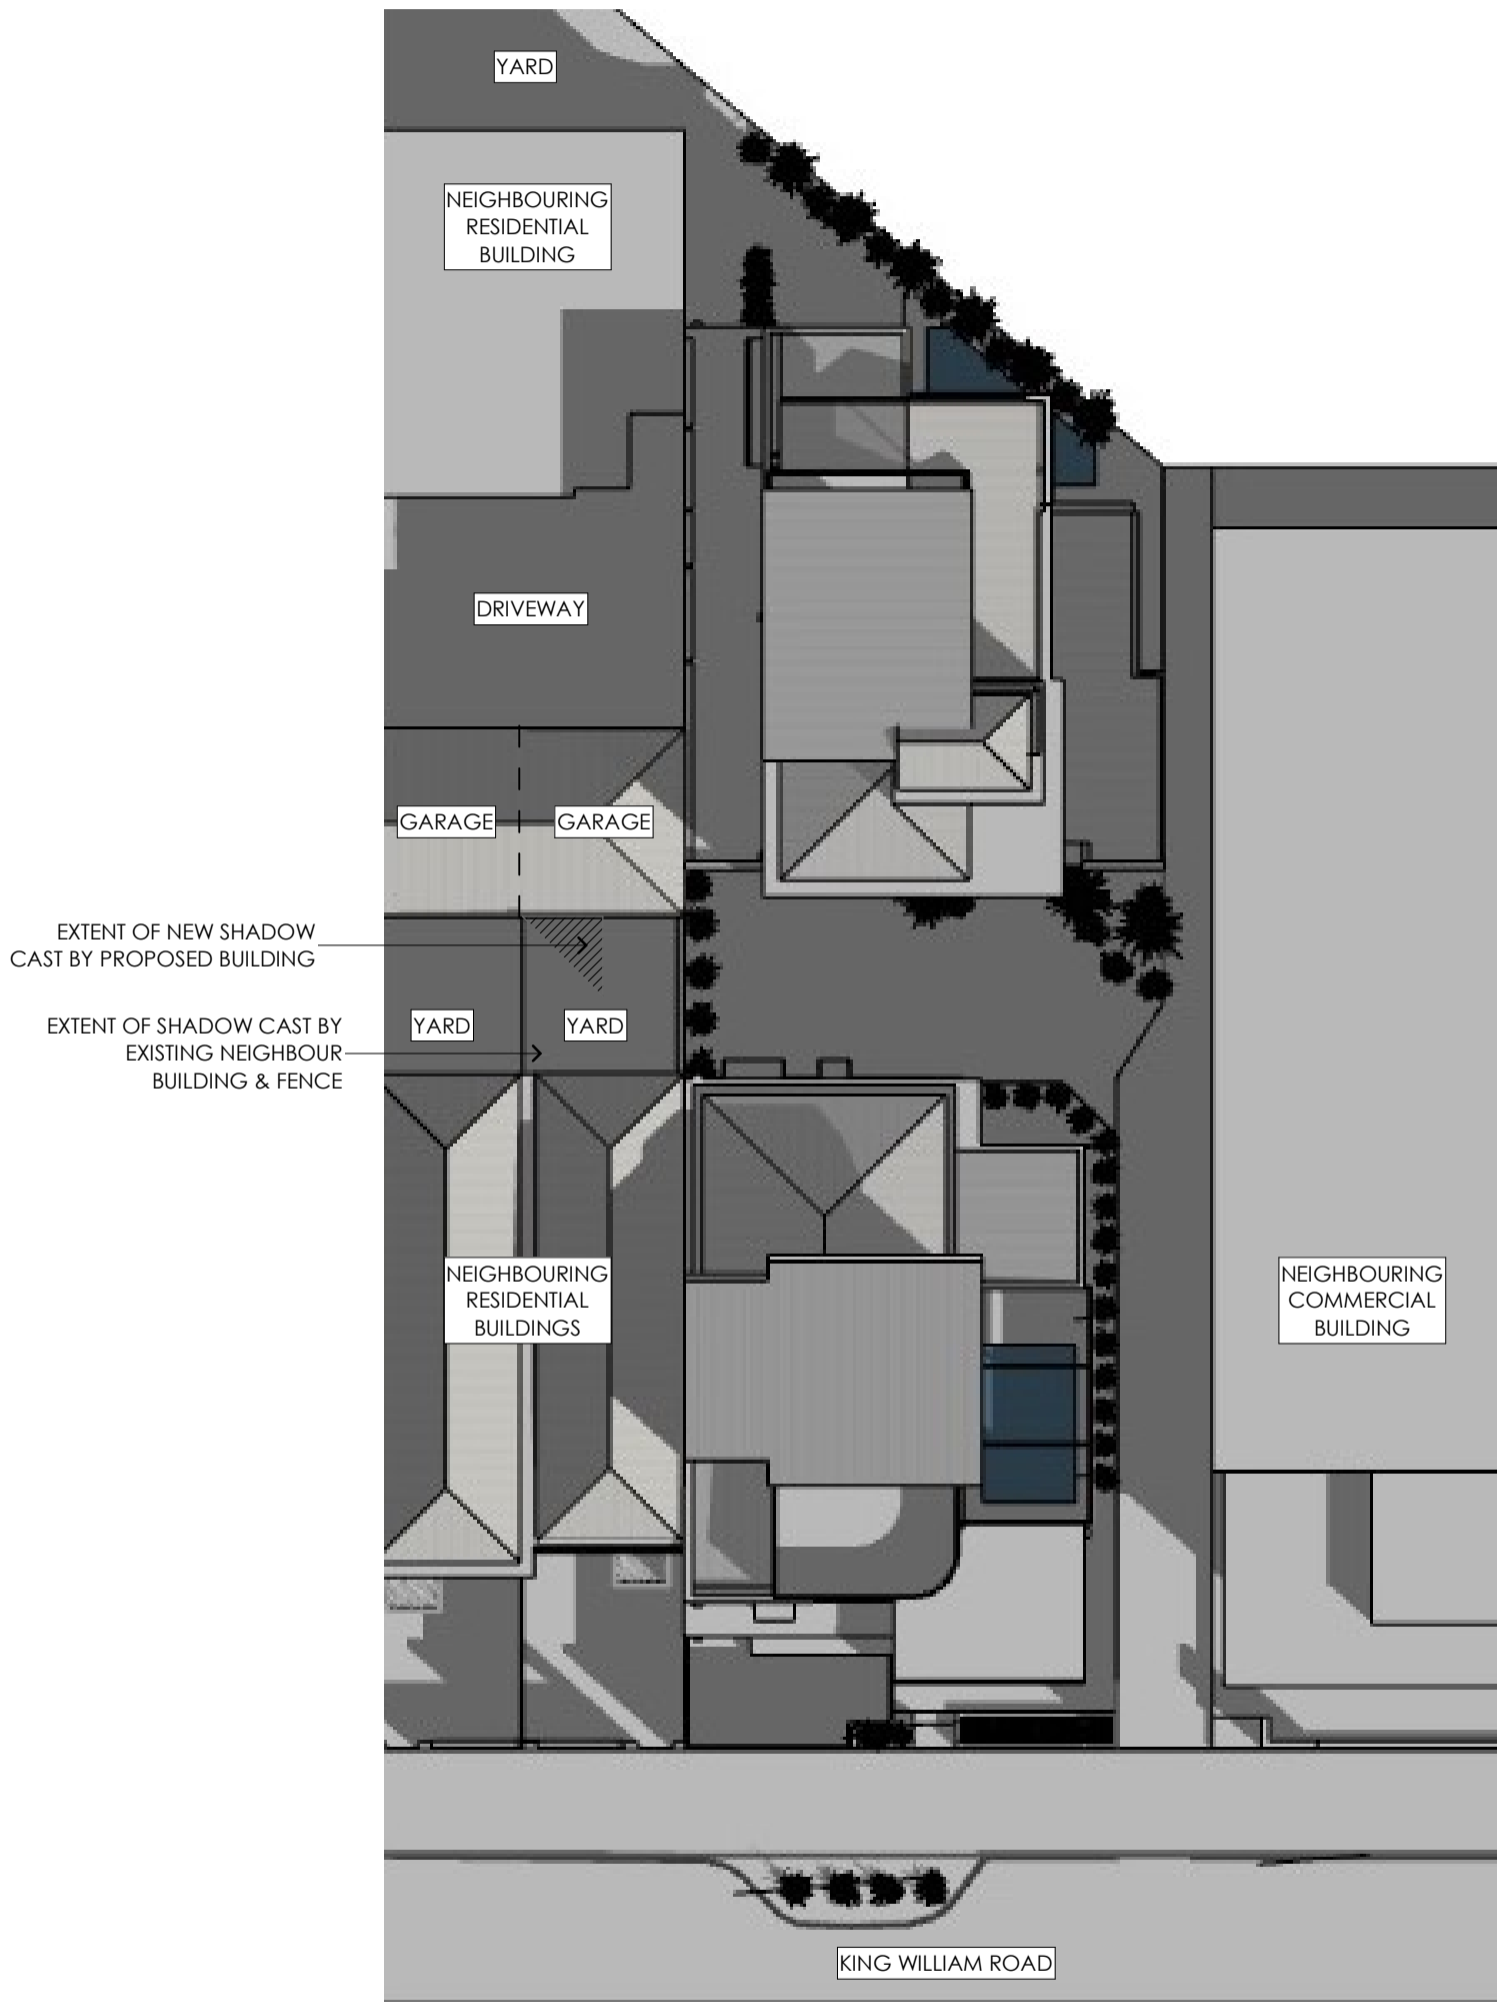 YARD
NEIGHBOURING
RESIDENTIAL
BUILDING
DRIVEWAY
GARAGE
GARAGE
EXTENT OF NEW SHADOW
CAST BY PROPOSED BUILDING
YARD
YARD
EXTENT OF SHADOW CAST BY
EXISTING NEIGHBOUR
BUILDING & FENCE
NEIGHBOURING
RESIDENTIAL
BUILDINGS
NEIGHBOURING
COMMERCIAL
BUILDING
KING WILLIAM ROAD